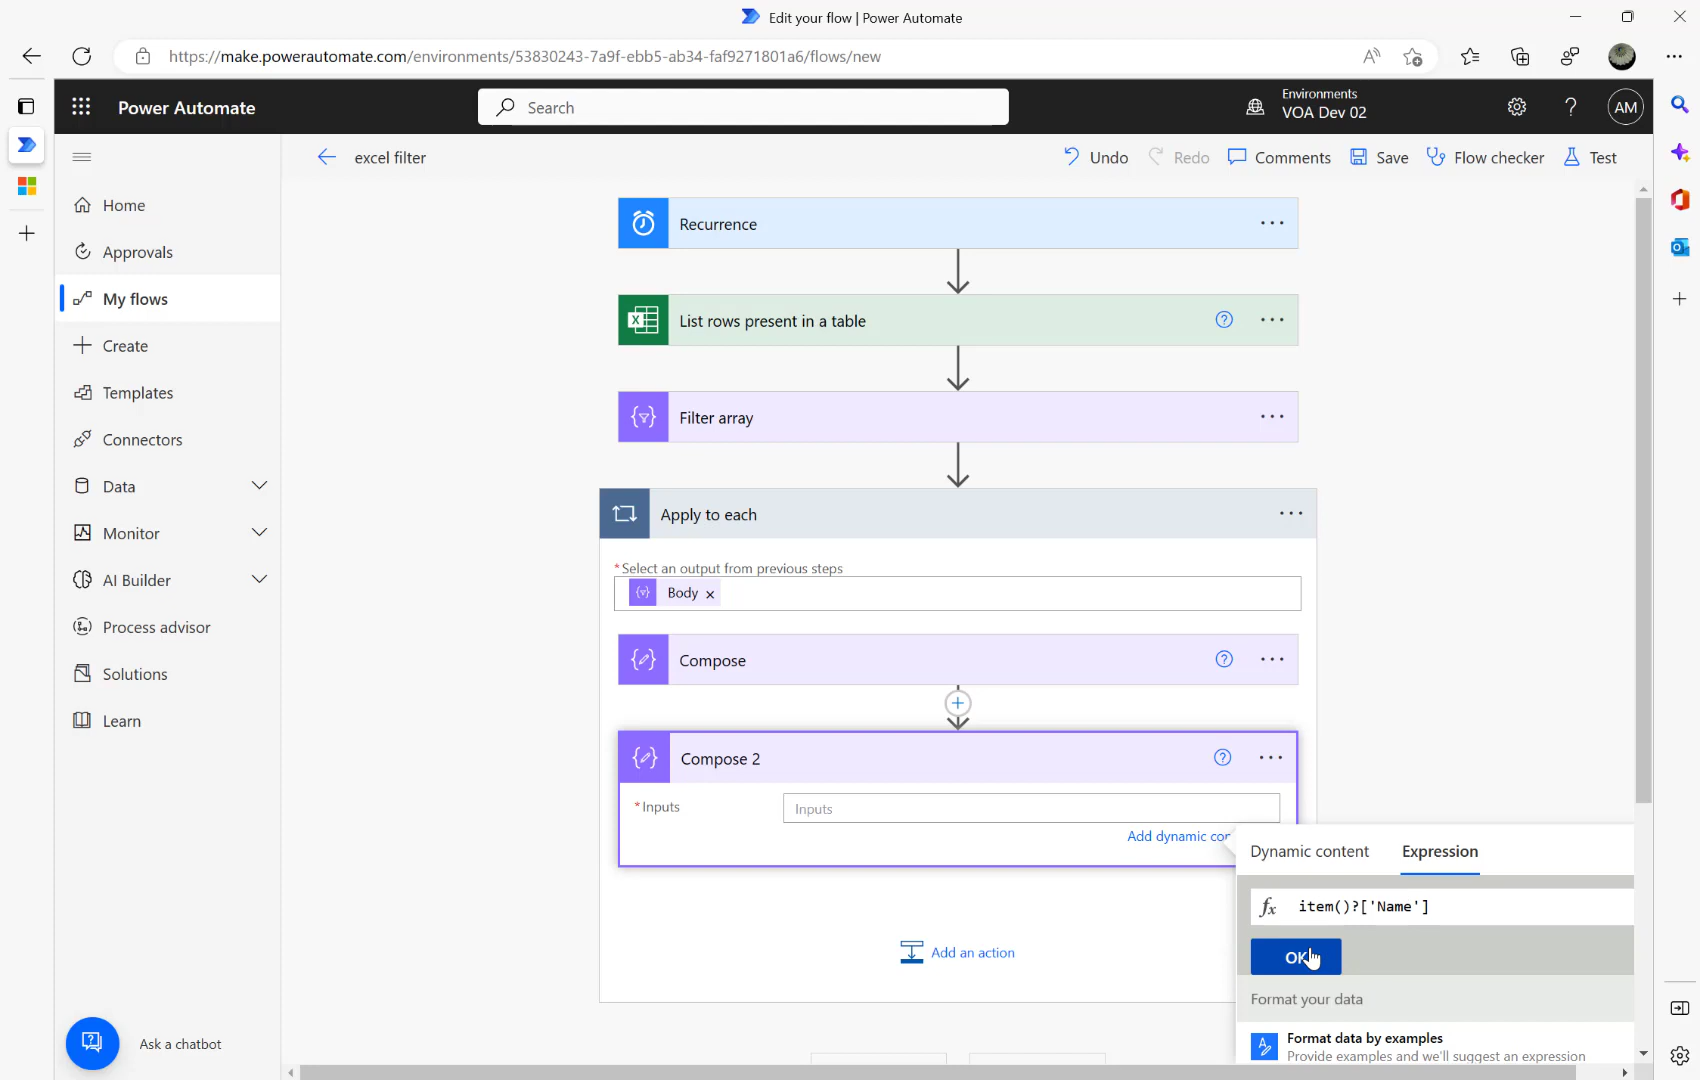 Edit your flow | Power Automate
https://make.powerautomate.com/environments/53830243-7a9f-ebb5-ab34-faf9271801a6/flows/new
Power Automate
Search
Environments
VOA Dev 02
AM
excel filter
Undo
Redo
Comments
Save
Flow checker
Test
Home
Approvals
My flows
Create
Templates
Connectors
Data
Monitor
AI Builder
Process advisor
Solutions
Learn
Ask a chatbot
Recurrence
List rows present in a table
Filter array
Apply to each
*Select an output from previous steps
Body
Compose
Compose 2
*Inputs
Inputs
Add dynamic con
Add an action
Dynamic content
Expression
fx item()?['Name']
OK
Format your data
Format data by examples
Provide examples and we'll suggest an expression